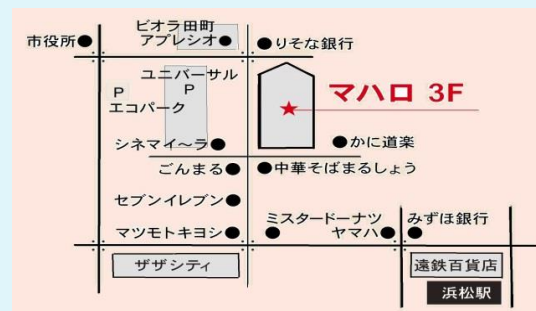 ビオラ田町
市役所
アプレシオ
りそな銀行
ユニバーサル
P
P
エコパーク
マハロ 3F
シネマイ～ラ
かに道楽
ごんまる
中華そばまるしょう
セブンイレブン
ミスタードーナツ
みずほ銀行
マツモトキヨシ
ヤマハ
ザザシティ
遠鉄百貨店
浜松駅